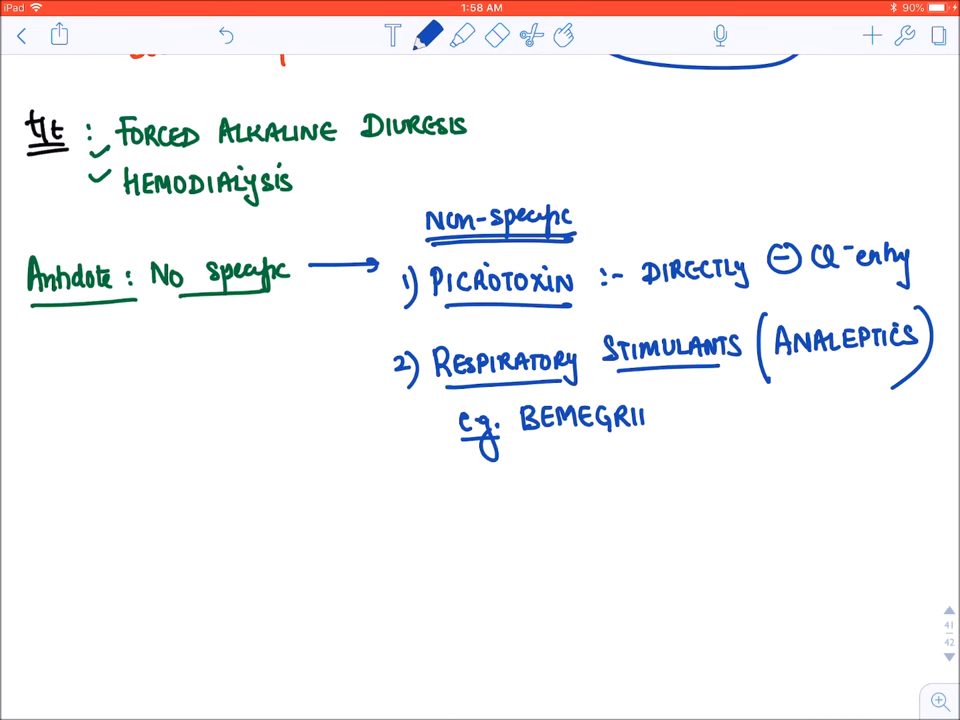 iPad 1:58 AM 90%
T
Tt : FORCED ALKALINE DIURESIS
HEMODIALYSIS
Non-specific
Antidote : No specific → 1) PICROTOXIN :- DIRECTLY ⊖ Cl⁻ entry
2) RESPIRATORY STIMULANTS (ANALEPTICS)
e.g. BEMEGRII
41
42